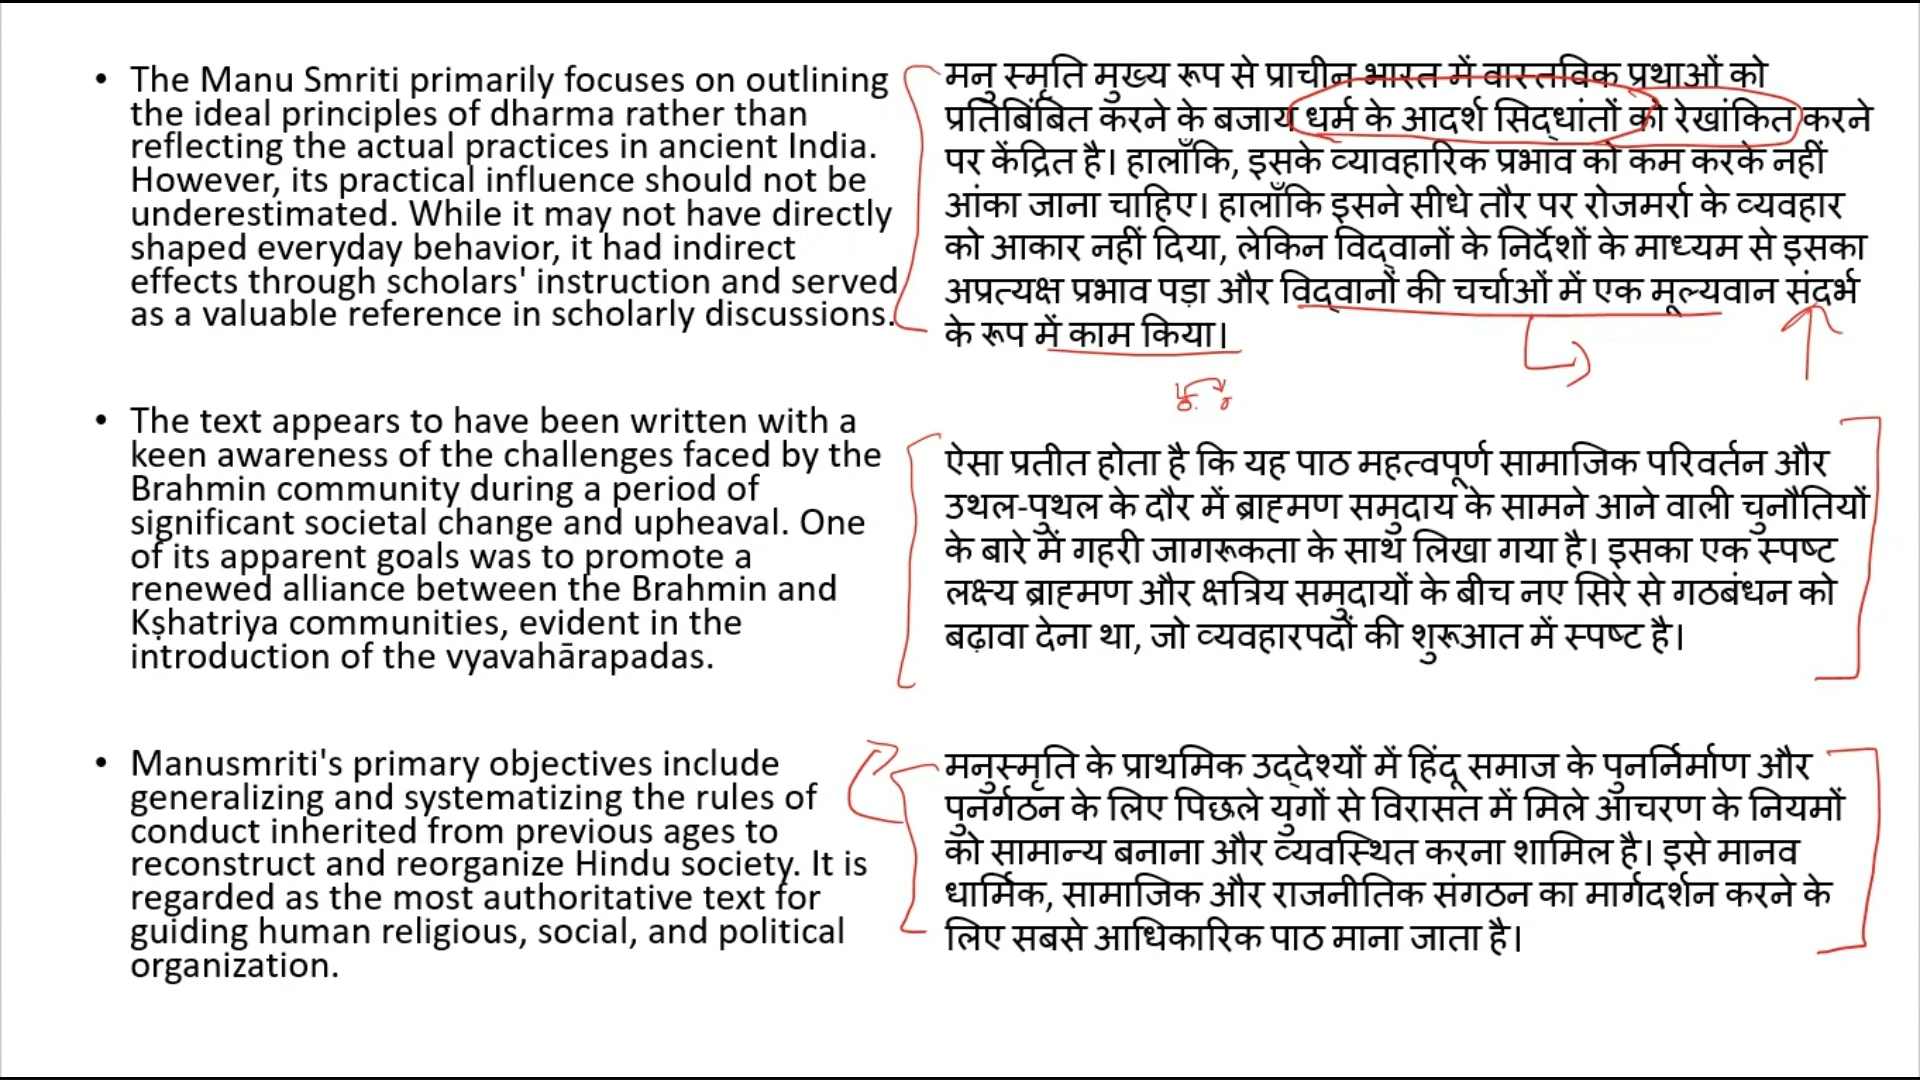 • The Manu Smriti primarily focuses on outlining
the ideal principles of dharma rather than
reflecting the actual practices in ancient India.
However, its practical influence should not be
underestimated. While it may not have directly
shaped everyday behavior, it had indirect
effects through scholars' instruction and served
as a valuable reference in scholarly discussions.
• The text appears to have been written with a
keen awareness of the challenges faced by the
Brahmin community during a period of
significant societal change and upheaval. One
of its apparent goals was to promote a
renewed alliance between the Brahmin and
Kṣhatriya communities, evident in the
introduction of the vyavahārapadas.
• Manusmriti's primary objectives include
generalizing and systematizing the rules of
conduct inherited from previous ages to
reconstruct and reorganize Hindu society. It is
regarded as the most authoritative text for
guiding human religious, social, and political
organization.
मनु स्मृति मुख्य रूप से प्राचीन भारत में वास्तविक प्रथाओं को
प्रतिबिंबित करने के बजाय धर्म के आदर्श सिद्धांतों को रेखांकित करने
पर केंद्रित है। हालाँकि, इसके व्यावहारिक प्रभाव को कम करके नहीं
आंका जाना चाहिए। हालाँकि इसने सीधे तौर पर रोजमर्रा के व्यवहार
को आकार नहीं दिया, लेकिन विद्वानों के निर्देशों के माध्यम से इसका
अप्रत्यक्ष प्रभाव पड़ा और विद्वानों की चर्चाओं में एक मूल्यवान संदर्भ
के रूप में काम किया।
ऐसा प्रतीत होता है कि यह पाठ महत्वपूर्ण सामाजिक परिवर्तन और
उथल-पुथल के दौर में ब्राह्मण समुदाय के सामने आने वाली चुनौतियों
के बारे में गहरी जागरूकता के साथ लिखा गया है। इसका एक स्पष्ट
लक्ष्य ब्राह्मण और क्षत्रिय समुदायों के बीच नए सिरे से गठबंधन को
बढ़ावा देना था, जो व्यवहारपदों की शुरूआत में स्पष्ट है।
मनुस्मृति के प्राथमिक उद्देश्यों में हिंदू समाज के पुनर्निर्माण और
पुनर्गठन के लिए पिछले युगों से विरासत में मिले आचरण के नियमों
को सामान्य बनाना और व्यवस्थित करना शामिल है। इसे मानव
धार्मिक, सामाजिक और राजनीतिक संगठन का मार्गदर्शन करने के
लिए सबसे आधिकारिक पाठ माना जाता है।